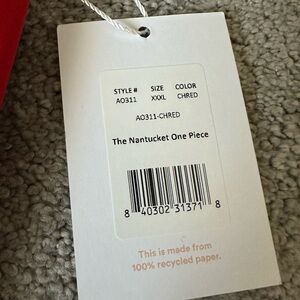 STYLE # SIZE COLOR
AO311 XXXL CHRED
AO311-CHRED
The Nantucket One Piece
8 40302 31371 8
This is made from
100% recycled paper.